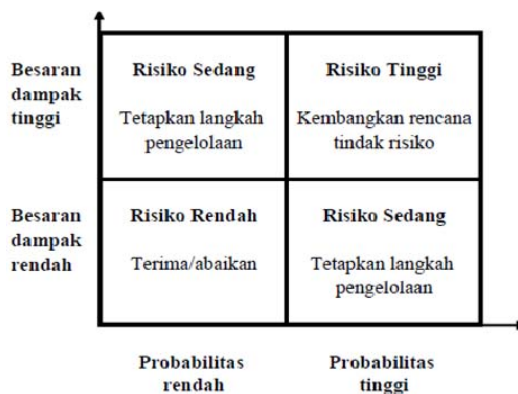 Besaran
dampak
tinggi
Risiko Sedang
Tetapkan langkah
pengelolaan
Risiko Tinggi
Kembangkan rencana
tindak risiko
Besaran
dampak
rendah
Risiko Rendah
Terima/abaikan
Risiko Sedang
Tetapkan langkah
pengelolaan
Probabilitas
rendah
Probabilitas
tinggi